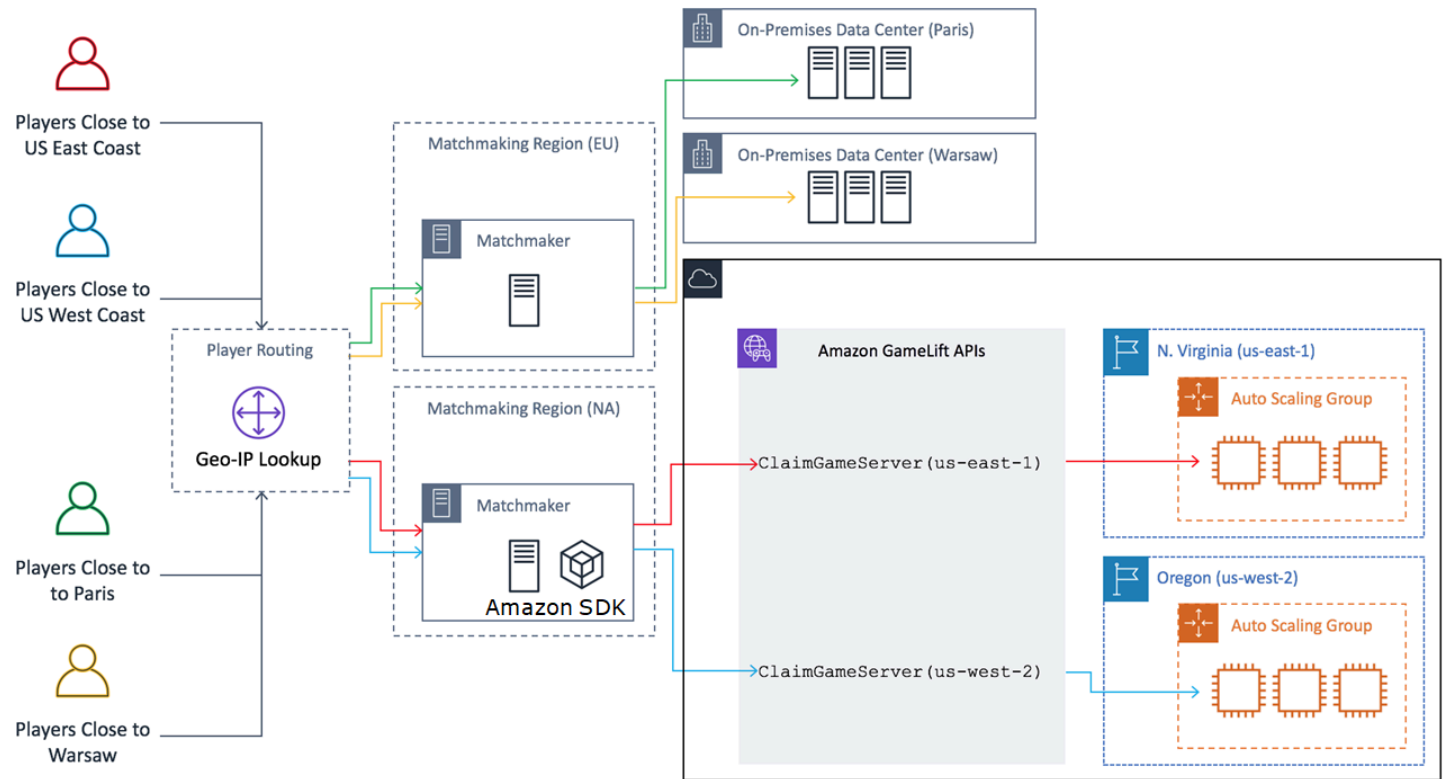 Players Close to
US East Coast
Players Close to
US West Coast
Player Routing
Geo-IP Lookup
Players Close to
to Paris
Players Close to
Warsaw
Matchmaking Region (EU)
Matchmaker
Matchmaking Region (NA)
Matchmaker
Amazon SDK
On-Premises Data Center (Paris)
On-Premises Data Center (Warsaw)
Amazon GameLift APIs
ClaimGameServer(us-east-1)
ClaimGameServer(us-west-2)
N. Virginia (us-east-1)
Auto Scaling Group
Oregon (us-west-2)
Auto Scaling Group